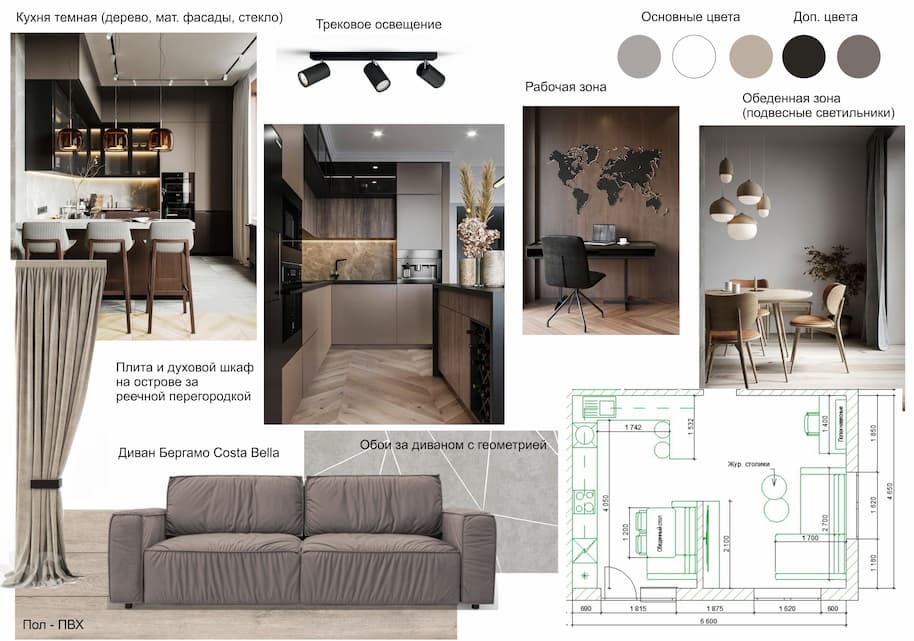 Кухня темная (дерево, мат. фасады, стекло)
Трековое освещение
Основные цвета
Доп. цвета
Рабочая зона
Обеденная зона
(подвесные светильники)
Плита и духовой шкаф
на острове за
реечной перегородкой
Диван Бергамо Costa Bella
Обои за диваном с геометрией
Пол - ПВХ
1 742
1 532
1 400
1 850
Жур. столики
4 050
4 650
1 620
1 200
Обеденный стол
2 100
2 700
1 700
1 180
690
1 815
1 875
1 620
600
6 600